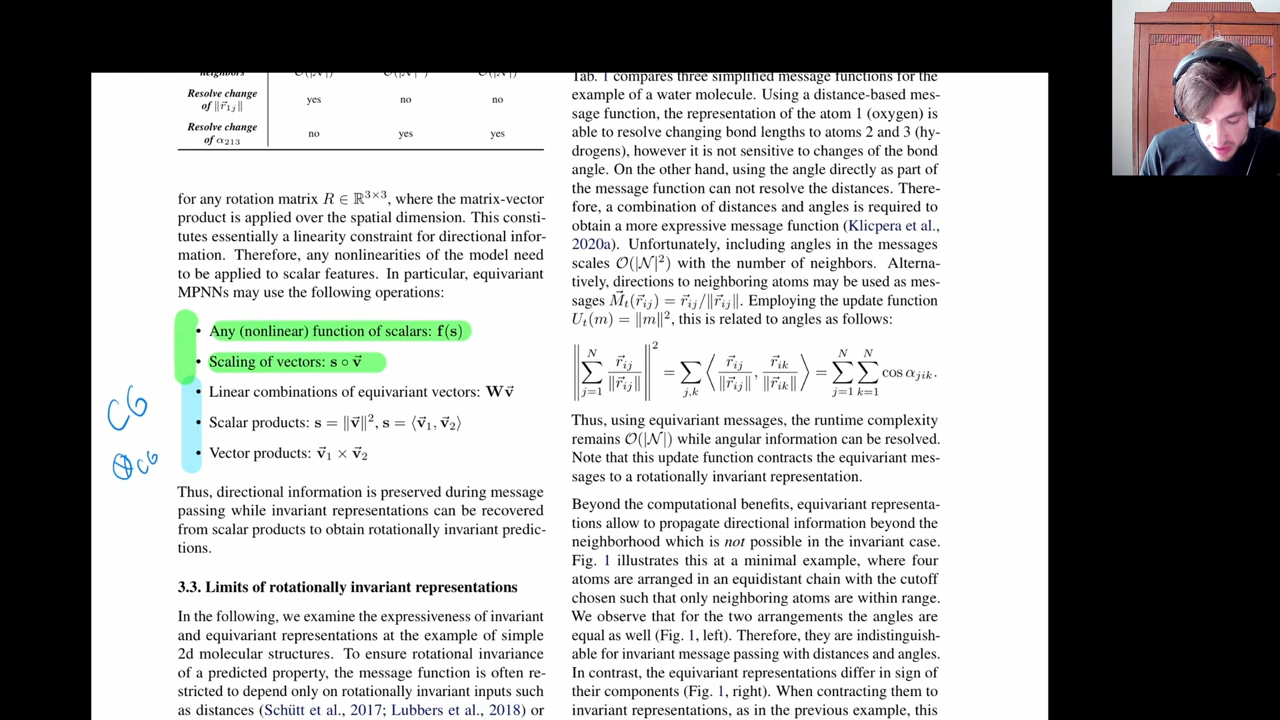 neighbors O(|N|) O(|N|²) O(|N|)
Resolve change of ‖r⃗₁ⱼ‖ yes no no
Resolve change of α₂₁₃ no yes yes
for any rotation matrix R ∈ ℝ³ˣ³, where the matrix-vector
product is applied over the spatial dimension. This consti-
tutes essentially a linearity constraint for directional infor-
mation. Therefore, any nonlinearities of the model need
to be applied to scalar features. In particular, equivariant
MPNNs may use the following operations:
• Any (nonlinear) function of scalars: f(s)
• Scaling of vectors: s ∘ v⃗
• Linear combinations of equivariant vectors: Wv⃗
• Scalar products: s = ‖v⃗‖², s = ⟨v⃗₁, v⃗₂⟩
• Vector products: v⃗₁ × v⃗₂
CG
⊗CG
Thus, directional information is preserved during message
passing while invariant representations can be recovered
from scalar products to obtain rotationally invariant predic-
tions.
3.3. Limits of rotationally invariant representations
In the following, we examine the expressiveness of invariant
and equivariant representations at the example of simple
2d molecular structures. To ensure rotational invariance
of a predicted property, the message function is often re-
stricted to depend only on rotationally invariant inputs such
as distances (Schütt et al., 2017; Lubbers et al., 2018) or
Tab. 1 compares three simplified message functions for the
example of a water molecule. Using a distance-based mes-
sage function, the representation of the atom 1 (oxygen) is
able to resolve changing bond lengths to atoms 2 and 3 (hy-
drogens), however it is not sensitive to changes of the bond
angle. On the other hand, using the angle directly as part of
the message function can not resolve the distances. There-
fore, a combination of distances and angles is required to
obtain a more expressive message function (Klicpera et al.,
2020a). Unfortunately, including angles in the messages
scales O(|N|²) with the number of neighbors. Alterna-
tively, directions to neighboring atoms may be used as mes-
sages M⃗ₜ(r⃗ᵢⱼ) = r⃗ᵢⱼ/‖r⃗ᵢⱼ‖. Employing the update function
Uₜ(m) = ‖m‖², this is related to angles as follows:
‖∑ⱼ₌₁ᴺ r⃗ᵢⱼ/‖r⃗ᵢⱼ‖‖² = ∑ⱼ,ₖ ⟨r⃗ᵢⱼ/‖r⃗ᵢⱼ‖, r⃗ᵢₖ/‖r⃗ᵢₖ‖⟩ = ∑ⱼ₌₁ᴺ ∑ₖ₌₁ᴺ cos αⱼᵢₖ.
Thus, using equivariant messages, the runtime complexity
remains O(|N|) while angular information can be resolved.
Note that this update function contracts the equivariant mes-
sages to a rotationally invariant representation.
Beyond the computational benefits, equivariant representa-
tions allow to propagate directional information beyond the
neighborhood which is not possible in the invariant case.
Fig. 1 illustrates this at a minimal example, where four
atoms are arranged in an equidistant chain with the cutoff
chosen such that only neighboring atoms are within range.
We observe that for the two arrangements the angles are
equal as well (Fig. 1, left). Therefore, they are indistinguish-
able for invariant message passing with distances and angles.
In contrast, the equivariant representations differ in sign of
their components (Fig. 1, right). When contracting them to
invariant representations, as in the previous example, this